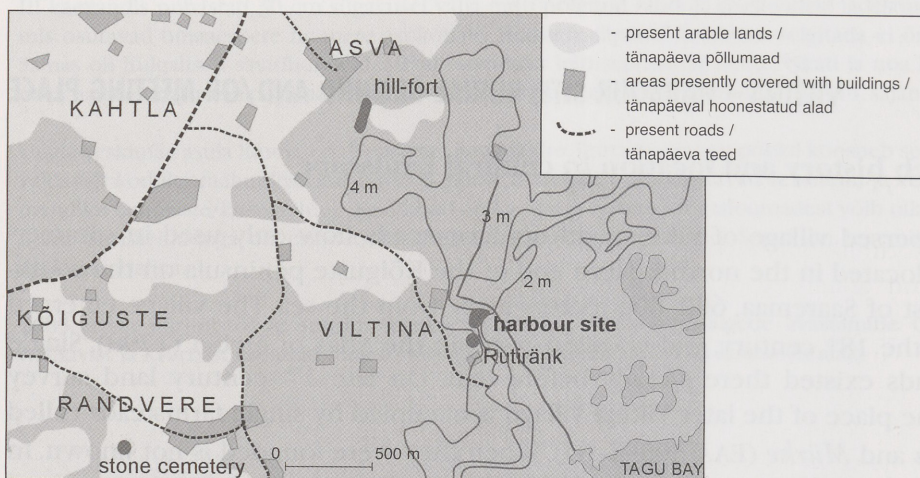 - present arable lands /
tänapäeva põllumaad
- areas presently covered with buildings /
tänapäeval hoonestatud alad
- present roads /
tänapäeva teed
ASVA
hill-fort
KAHTLA
4 m
3 m
2 m
KÕIGUSTE
VILTINA
harbour site
Ruttränk
RANDVERE
stone cemetery
0 500 m
TAGU BAY